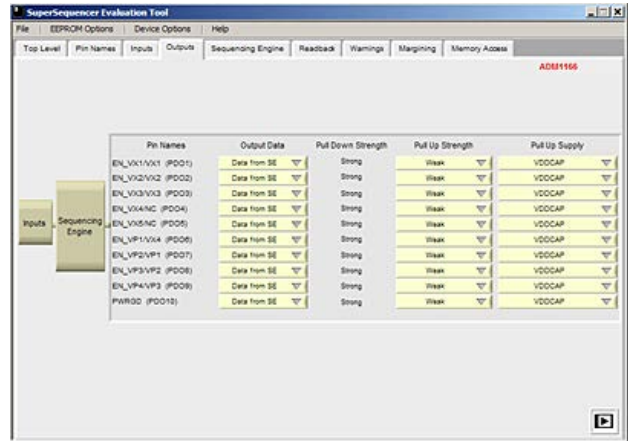 SuperSequencer Evaluation Tool
File EEPROM Options Device Options Help
Top Level Pin Names Inputs Outputs Sequencing Engine Readback Warnings Margining Memory Access
ADM1166
Pin Names Output Data Pull Down Strength Pull Up Strength Pull Up Supply
EN_VX1/VX1 (PDO1) Data from SE Strong Weak VDDCAP
EN_VX2/VX2 (PDO2) Data from SE Strong Weak VDDCAP
EN_VX3/VX3 (PDO3) Data from SE Strong Weak VDDCAP
EN_VX4/NC (PDO4) Data from SE Strong Weak VDDCAP
Inputs Sequencing Engine
EN_VX5/NC (PDO5) Data from SE Strong Weak VDDCAP
EN_VP1/VX4 (PDO6) Data from SE Strong Weak VDDCAP
EN_VP2/VP1 (PDO7) Data from SE Strong Weak VDDCAP
EN_VP3/VP2 (PDO8) Data from SE Strong Weak VDDCAP
EN_VP4/VP3 (PDO9) Data from SE Strong Weak VDDCAP
PWRGD (PDO10) Data from SE Strong Weak VDDCAP